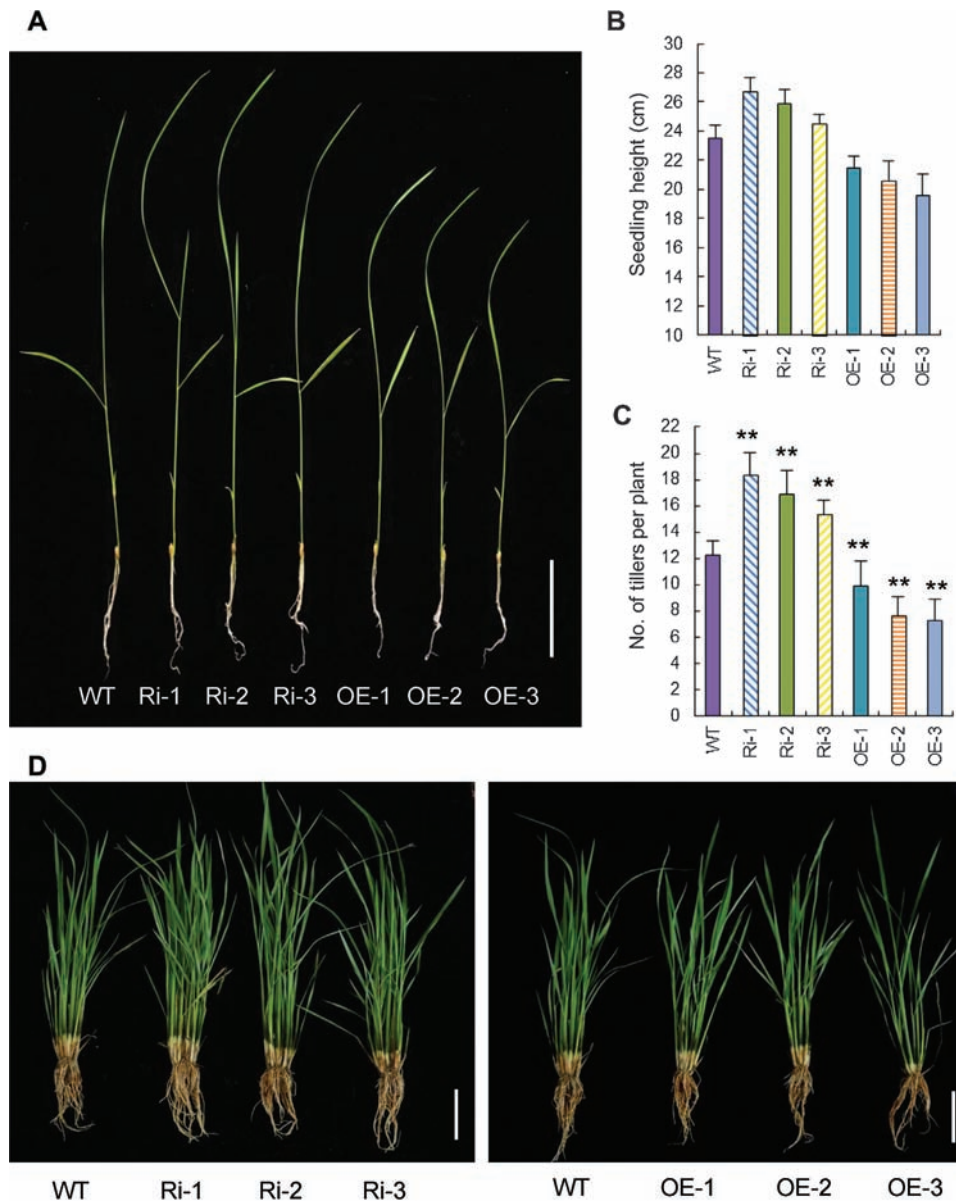 A
WT Ri-1 Ri-2 Ri-3 OE-1 OE-2 OE-3
B
Seedling height (cm)
30
28
26
24
22
20
18
16
14
12
10
WT Ri-1 Ri-2 Ri-3 OE-1 OE-2 OE-3
C
No. of tillers per plant
22
20
18
16
14
12
10
8
6
4
2
0
** ** ** ** ** **
WT Ri-1 Ri-2 Ri-3 OE-1 OE-2 OE-3
D
WT Ri-1 Ri-2 Ri-3
WT OE-1 OE-2 OE-3